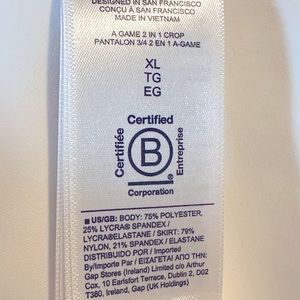 DESIGNED IN SAN FRANCISCO
CONÇU À SAN FRANCISCO
MADE IN VIETNAM
A GAME 2 IN 1 CROP
PANTALON 3/4 2 EN 1 A-GAME
XL
TG
EG
Certified
Certifiée
B
Entreprise
Corporation
■ US/GB: BODY: 75% POLYESTER,
25% LYCRA® SPANDEX /
LYCRA®ELASTANE / SKIRT: 79%
NYLON, 21% SPANDEX / ELASTANE
DISTRIBUTED BY/Imported
By/Importé Par / ΕΙΣΑΓΕΤΑΙ ΑΠΟ ΤΗΝ:
Gap Stores (Ireland) Limited c/o Arthur
Cox, 10 Earlsfort Terrace, Dublin 2, D02
T380, Ireland, Gap (UK Holdings)